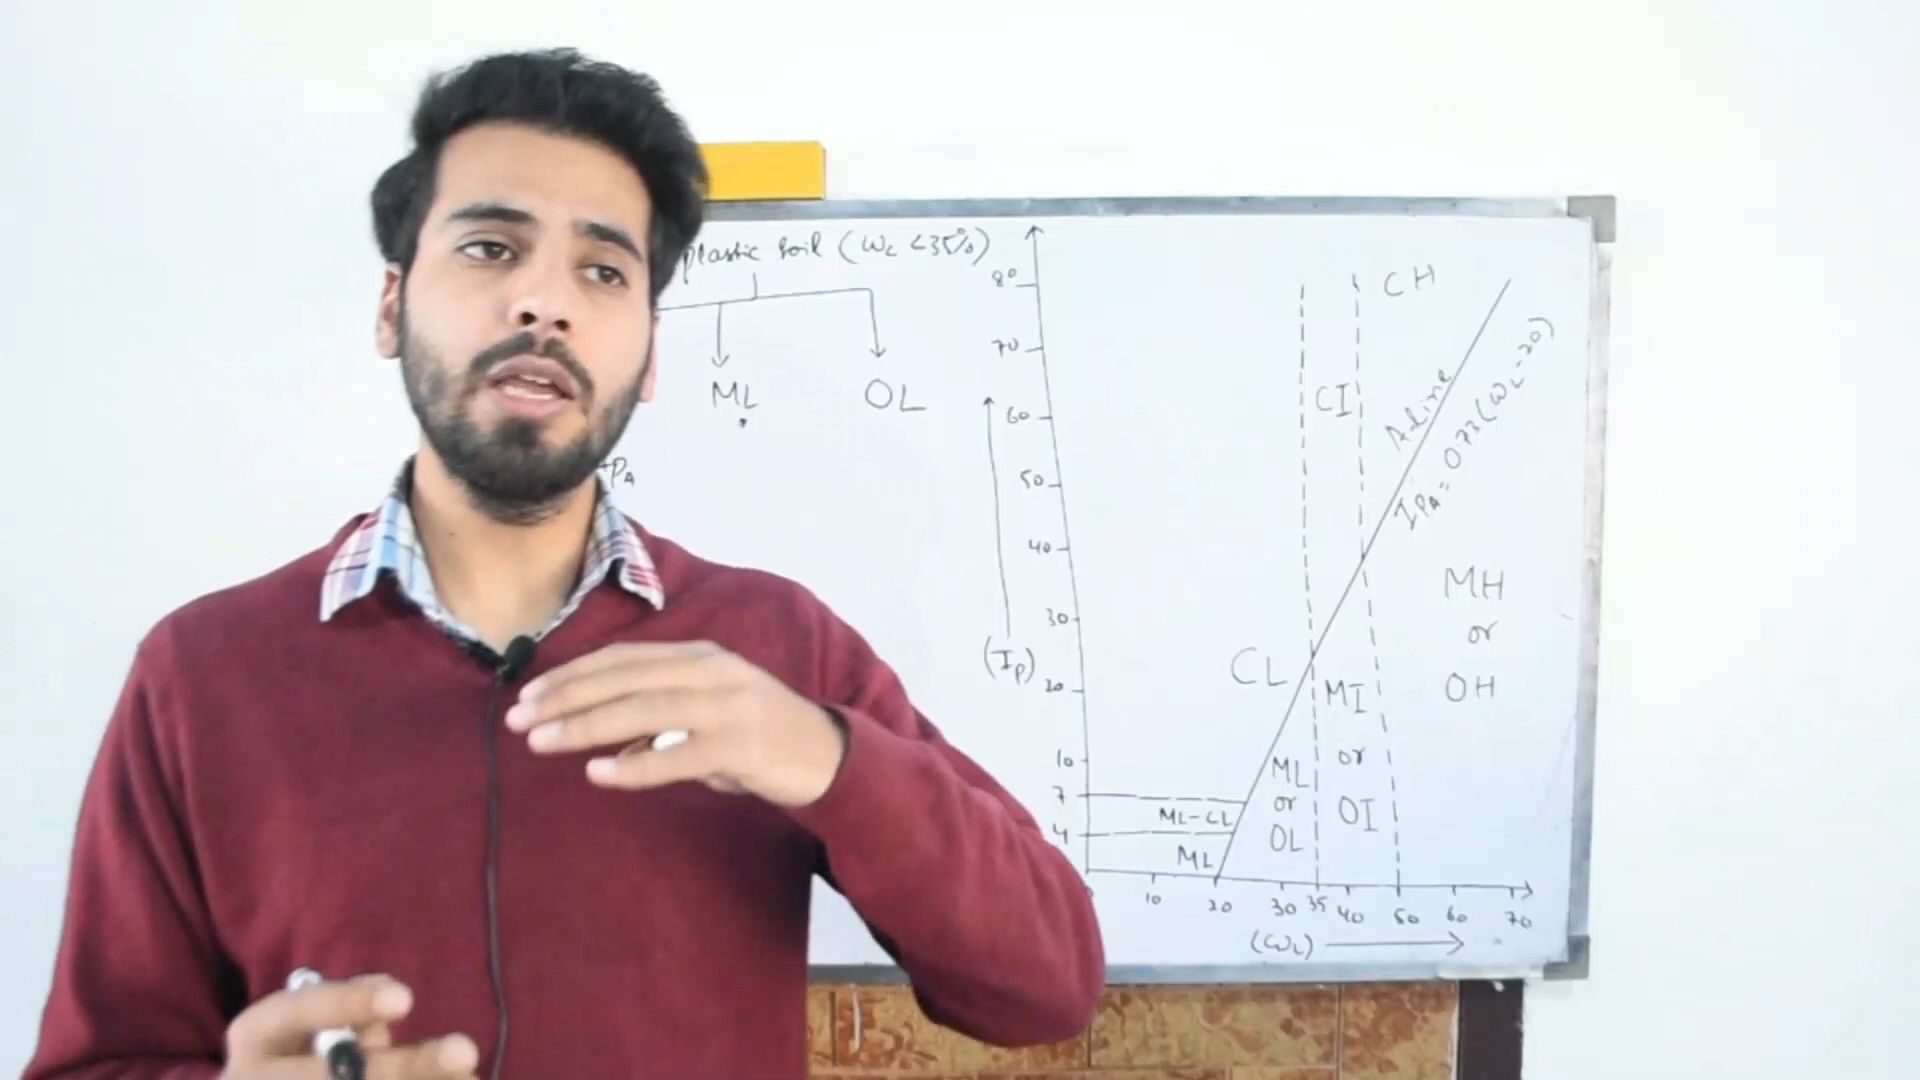 plastic soil (WL <35%)
ML
OL
PA
80
70
60
50
40
30
20
10
7
4
(Ip)
CH
CI
A-line
IPA = 0.73 (WL-20)
MH
or
OH
CL
MI
or
OI
ML
or
OL
ML-CL
ML
10 20 30 35 40 50 60 70
(WL)